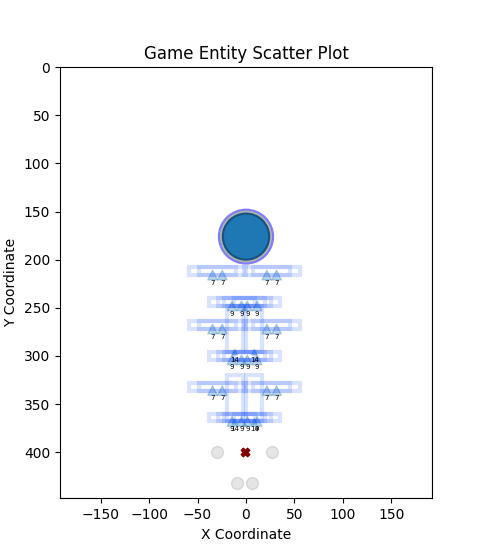 Game Entity Scatter Plot
0
50
100
150
200
250
300
350
400
Y Coordinate
7 7 7 7
9 9 9 9
7 7 7 7
14 14
9 9 9 9
7 7 7 7
−150 −100 −50 0 50 100 150
X Coordinate